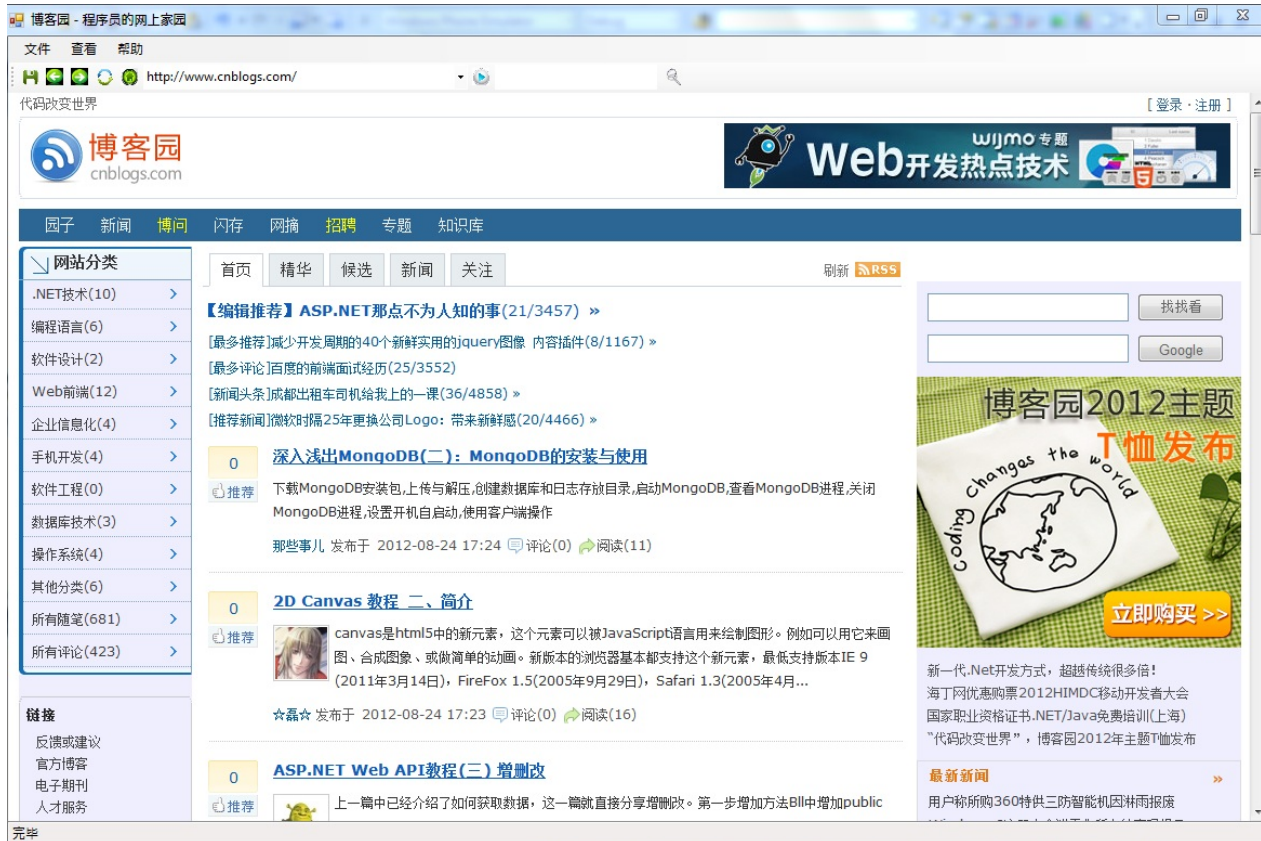 博客园 - 程序员的网上家园
文件 查看 帮助
http://www.cnblogs.com/
代码改变世界
[ 登录 · 注册 ]
博客园
cnblogs.com
wijmo 专题
Web开发热点技术
园子 新闻 博问 闪存 网摘 招聘 专题 知识库
网站分类
.NET技术(10)
编程语言(6)
软件设计(2)
Web前端(12)
企业信息化(4)
手机开发(4)
软件工程(0)
数据库技术(3)
操作系统(4)
其他分类(6)
所有随笔(681)
所有评论(423)
链接
反馈或建议
官方博客
电子期刊
人才服务
首页 精华 候选 新闻 关注
刷新 RSS
【编辑推荐】ASP.NET那点不为人知的事(21/3457) »
[最多推荐]减少开发周期的40个新鲜实用的jquery图像 内容插件(8/1167) »
[最多评论]百度的前端面试经历(25/3552)
[新闻头条]成都出租车司机给我上的一课(36/4858) »
[推荐新闻]微软时隔25年更换公司Logo：带来新鲜感(20/4466) »
0
推荐
深入浅出MongoDB(二)：MongoDB的安装与使用
下载MongoDB安装包,上传与解压,创建数据库和日志存放目录,启动MongoDB,查看MongoDB进程,关闭
MongoDB进程,设置开机自启动,使用客户端操作
那些事儿 发布于 2012-08-24 17:24 评论(0) 阅读(11)
0
推荐
2D Canvas 教程 二、简介
canvas是html5中的新元素，这个元素可以被JavaScript语言用来绘制图形。例如可以用它来画
图、合成图象、或做简单的动画。新版本的浏览器基本都支持这个新元素，最低支持版本IE 9
(2011年3月14日)，FireFox 1.5(2005年9月29日)，Safari 1.3(2005年4月...
☆磊☆ 发布于 2012-08-24 17:23 评论(0) 阅读(16)
0
推荐
ASP.NET Web API教程(三) 增删改
上一篇中已经介绍了如何获取数据，这一篇就直接分享增删改。第一步增加方法Bll中增加public
找找看
Google
博客园2012主题
T恤发布
coding changes the world
立即购买 >>
新一代.Net开发方式，超越传统很多倍！
海丁网优惠购票2012HIMDC移动开发者大会
国家职业资格证书.NET/Java免费培训(上海)
“代码改变世界”，博客园2012年主题T恤发布
最新新闻 »
用户称所购360特供三防智能机因淋雨报废
完毕